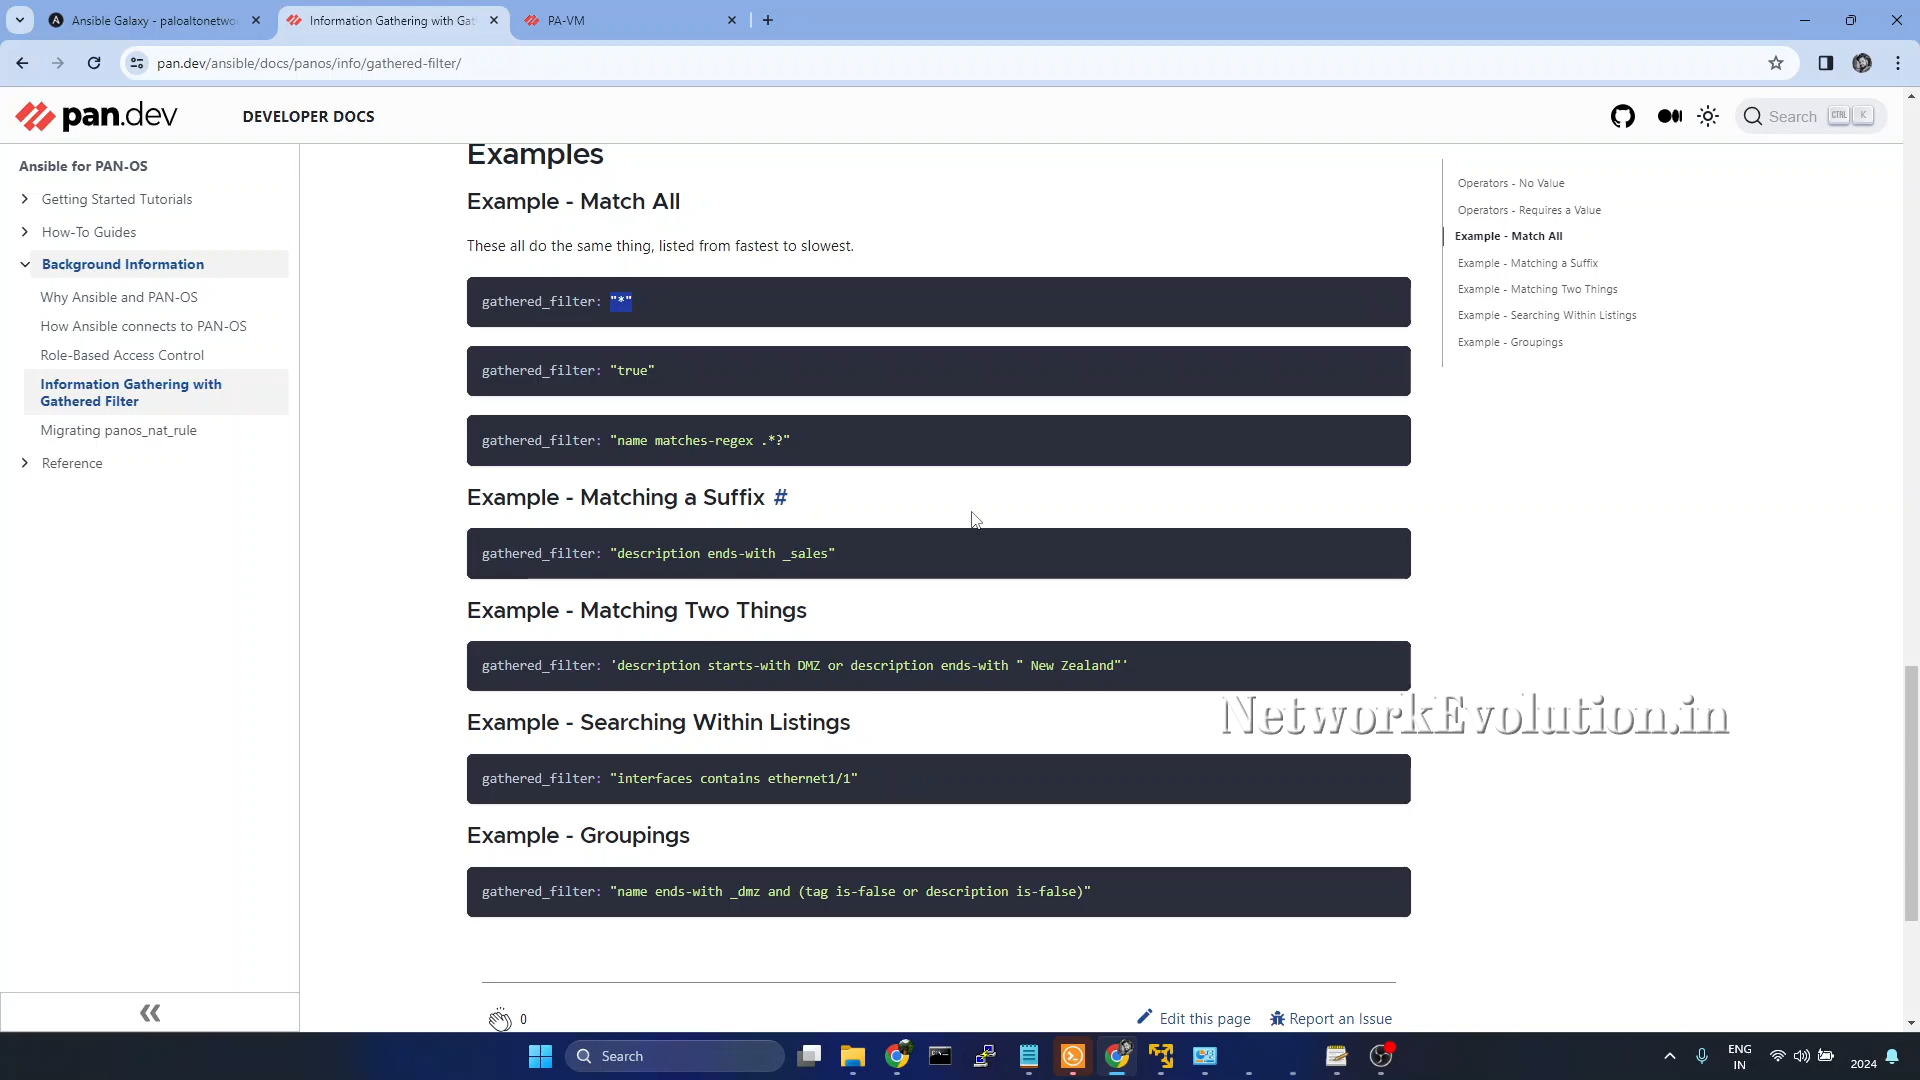 Ansible Galaxy - paloaltonetwo
Information Gathering with Gat
PA-VM
pan.dev/ansible/docs/panos/info/gathered-filter/
pan.dev
DEVELOPER DOCS
Search
CTRL
K
Ansible for PAN-OS
Getting Started Tutorials
How-To Guides
Background Information
Why Ansible and PAN-OS
How Ansible connects to PAN-OS
Role-Based Access Control
Information Gathering with
Gathered Filter
Migrating panos_nat_rule
Reference
Examples
Example - Match All
These all do the same thing, listed from fastest to slowest.
gathered_filter: "*"
gathered_filter: "true"
gathered_filter: "name matches-regex .*?"
Example - Matching a Suffix #
gathered_filter: "description ends-with _sales"
Example - Matching Two Things
gathered_filter: 'description starts-with DMZ or description ends-with " New Zealand"'
Example - Searching Within Listings
gathered_filter: "interfaces contains ethernet1/1"
Example - Groupings
gathered_filter: "name ends-with _dmz and (tag is-false or description is-false)"
0
Edit this page
Report an Issue
Operators - No Value
Operators - Requires a Value
Example - Match All
Example - Matching a Suffix
Example - Matching Two Things
Example - Searching Within Listings
Example - Groupings
NetworkEvolution.in
Search
ENG
IN
2024